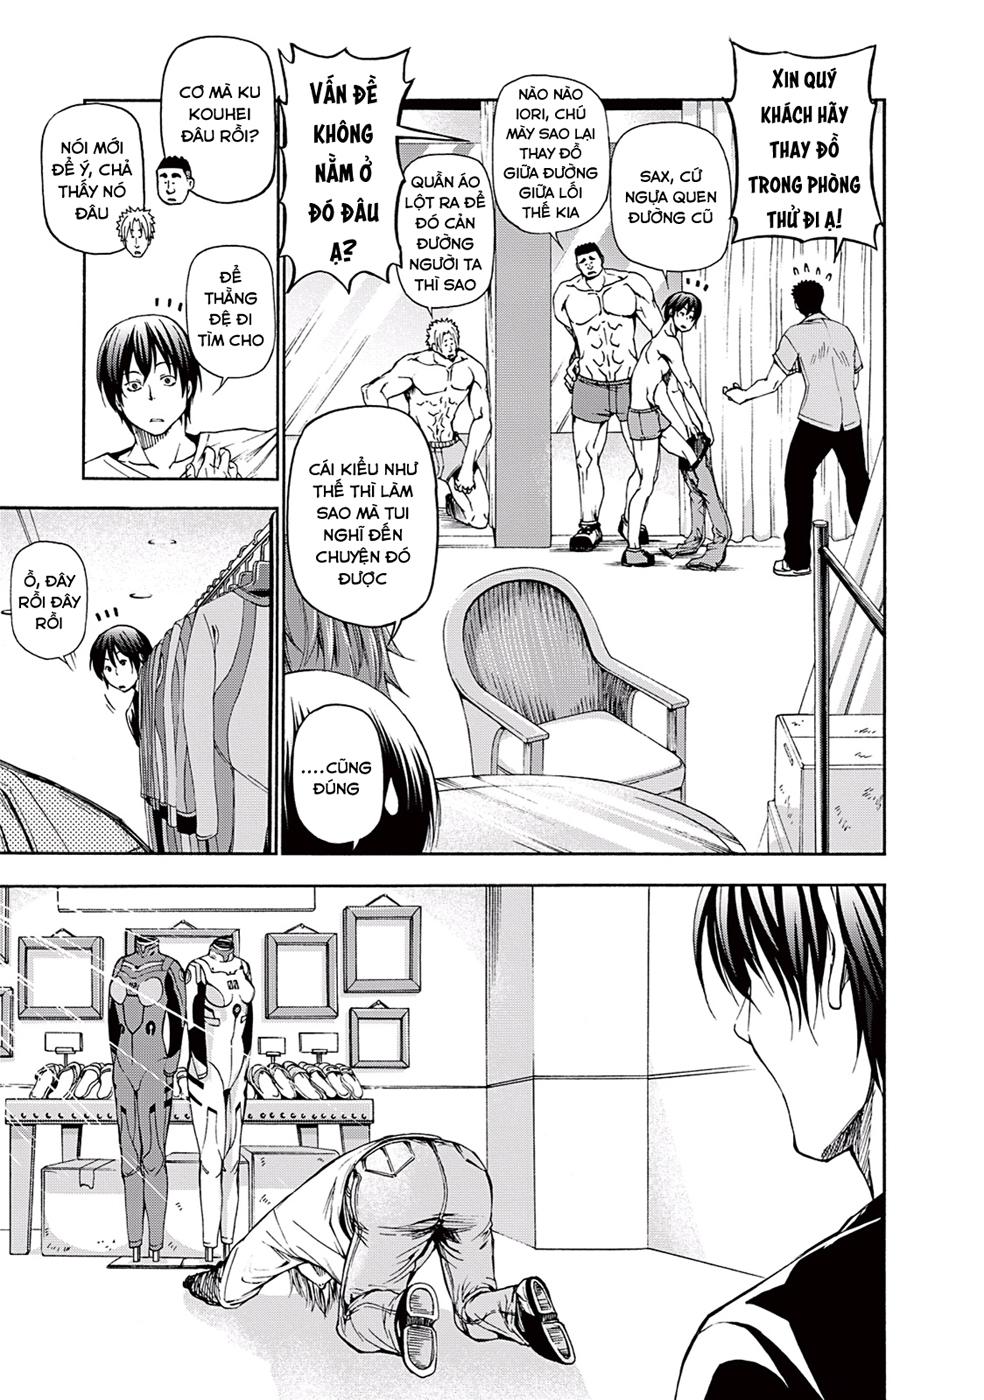 XIN QUÝ
KHÁCH HÃY
THAY ĐỒ
TRONG PHÒNG
THỬ ĐI Ạ!
SAX, CỨ
NGỰA QUEN
ĐƯỜNG CŨ
NÀO NÀO
IORI, CHÚ
MÀY SAO LẠI
THAY ĐỒ
GIỮA ĐƯỜNG
GIỮA LỐI
THẾ KIA
QUẦN ÁO
LỘT RA ĐỂ
ĐÓ CẢN
ĐƯỜNG
NGƯỜI TA
THÌ SAO
VẤN ĐỀ
KHÔNG
NẰM Ở
ĐÓ ĐÂU
Ạ?
CÁI KIỂU NHƯ
THẾ THÌ LÀM
SAO MÀ TUI
NGHĨ ĐẾN
CHUYỆN ĐÓ
ĐƯỢC
....CŨNG
ĐÚNG
CƠ MÀ KU
KOUHEI
ĐÂU RỒI?
NÓI MỚI
ĐỂ Ý, CHẢ
THẤY NÓ
ĐÂU
ĐỂ
THẰNG
ĐỆ ĐI
TÌM CHO
Ồ, ĐÂY
RỒI ĐÂY
RỒI